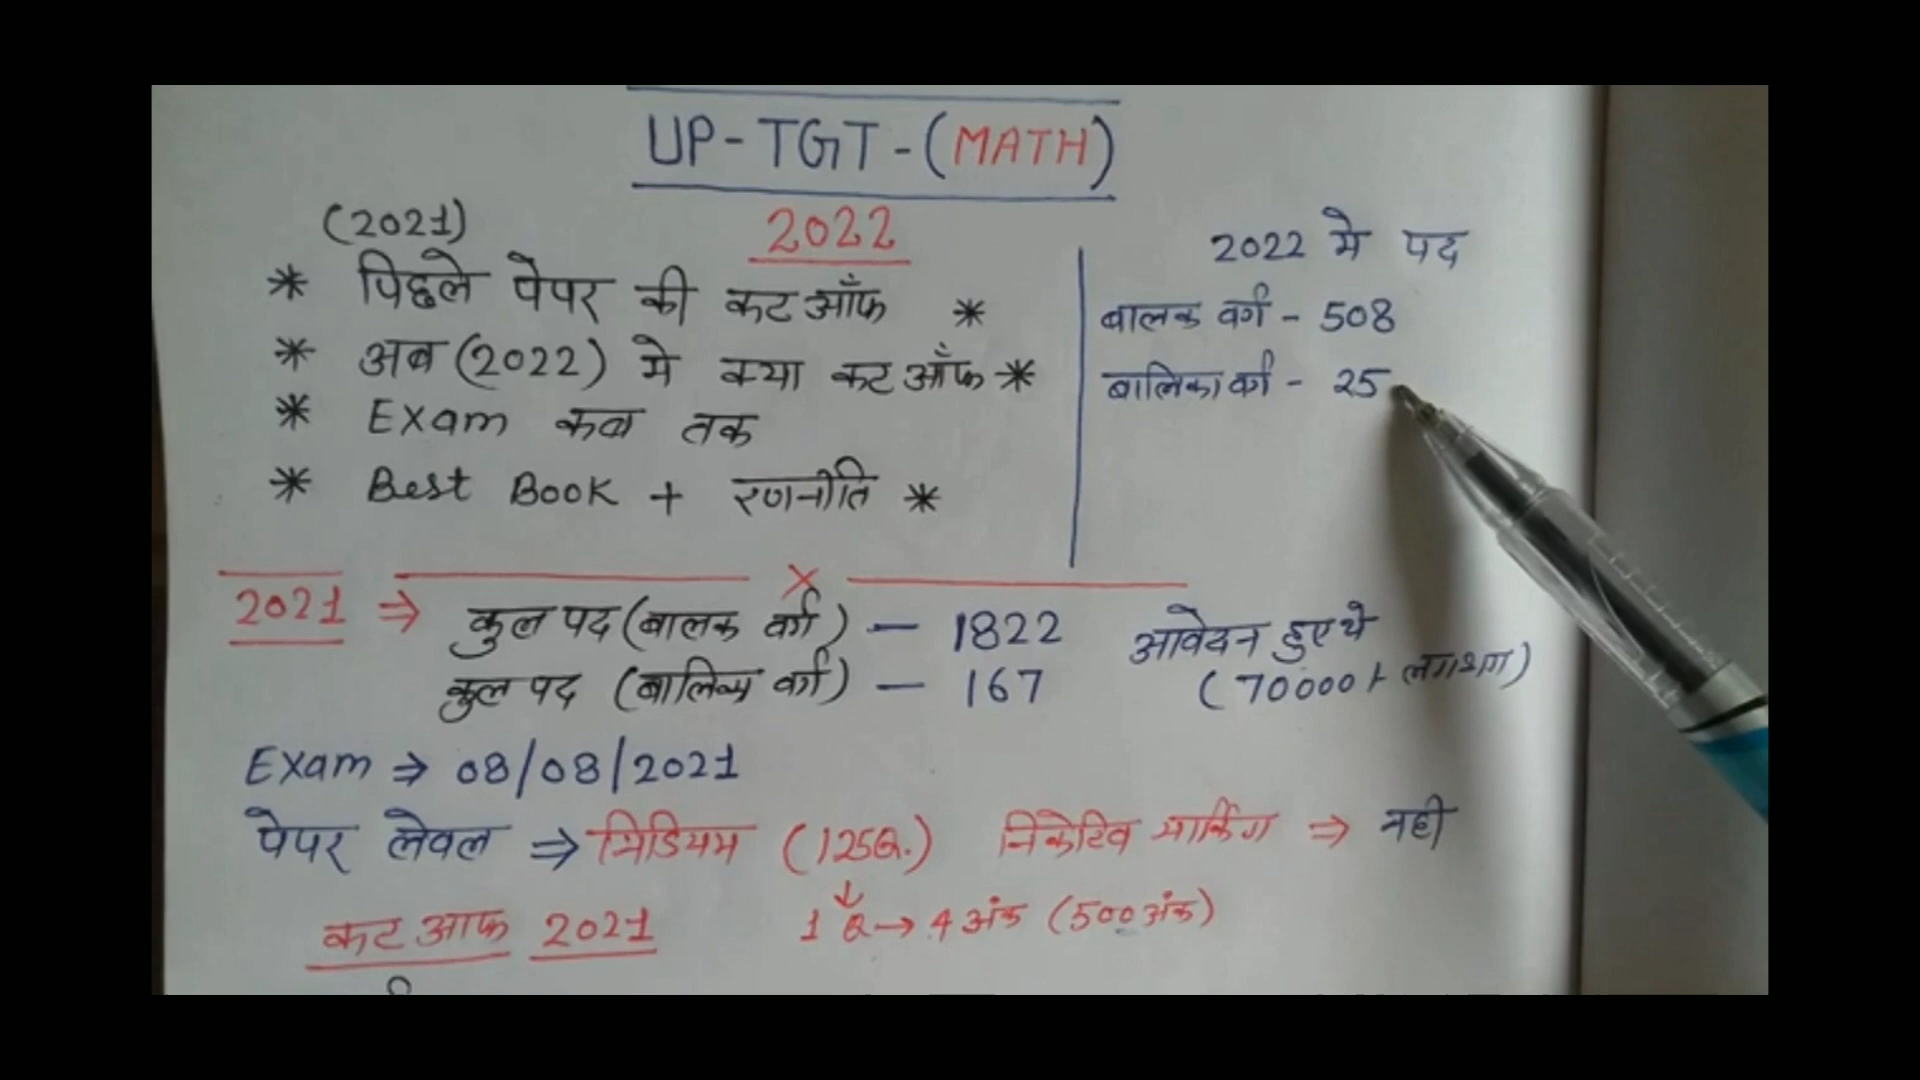 UP-TGT-(MATH)
2022
(2021)
* पिछले पेपर की कट ऑफ *
* अब (2022) मे क्या कट ऑफ *
* Exam कब तक
* Best Book + रणनीति *
2022 मे पद
बालक वर्ग - 508
बालिका वर्ग - 25
2021 ⇒ कुल पद (बालक वर्ग) — 1822
कुल पद (बालिका वर्ग) — 167
आवेदन हुए थे
(70000+ लगभग)
Exam ⇒ 08/08/2021
पेपर लेवल ⇒ मिडियम (125Q.) निकेटिव मार्किंग ⇒ नही
↓
1 Q → 4 अंक (500 अंक)
कट आफ 2021